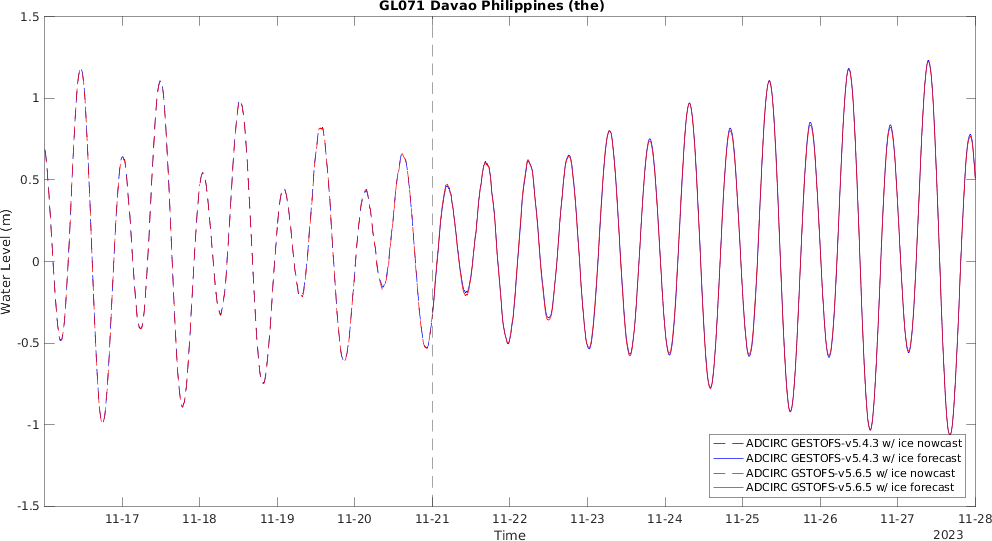 GL071 Davao Philippines (the)
1.5
1
0.5
0
-0.5
-1
-1.5
Water Level (m)
11-17 11-18 11-19 11-20 11-21 11-22 11-23 11-24 11-25 11-26 11-27 11-28
Time
2023
ADCIRC GESTOFS-v5.4.3 w/ ice nowcast
ADCIRC GESTOFS-v5.4.3 w/ ice forecast
ADCIRC GSTOFS-v5.6.5 w/ ice nowcast
ADCIRC GSTOFS-v5.6.5 w/ ice forecast